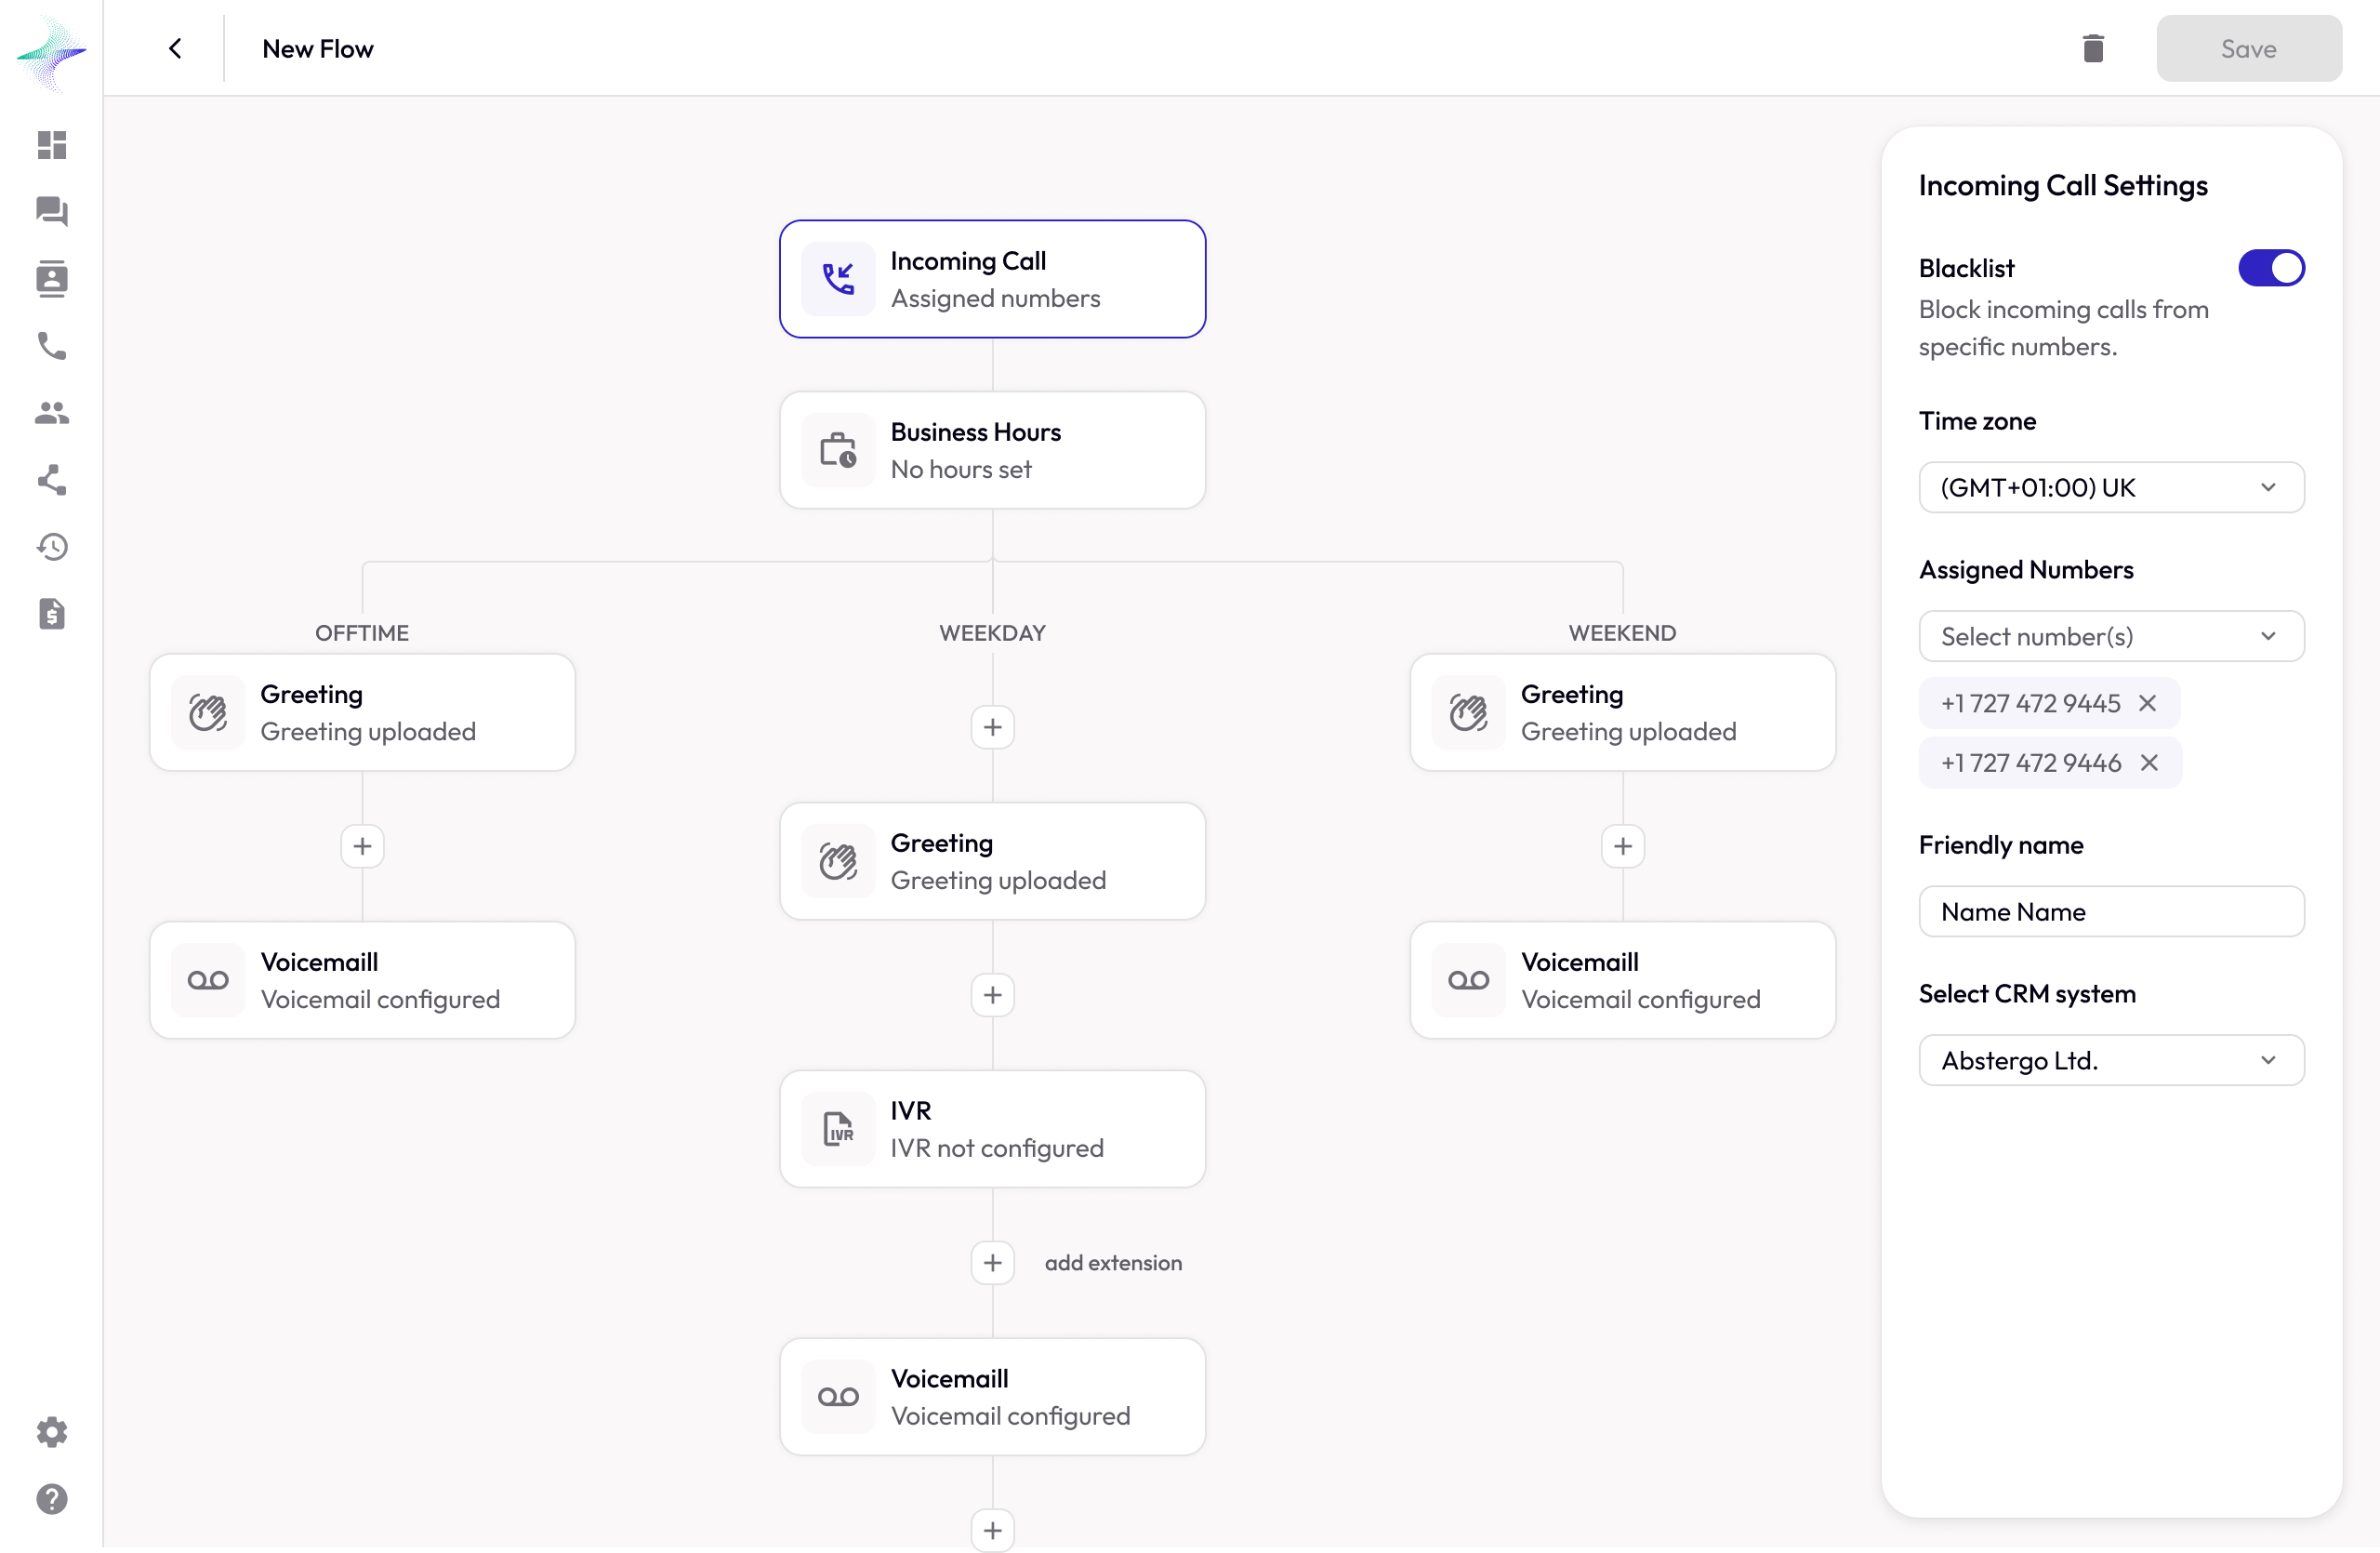 New Flow
Save
Incoming Call
Assigned numbers
Business Hours
No hours set
OFFTIME
WEEKDAY
WEEKEND
Greeting
Greeting uploaded
Voicemaill
Voicemail configured
Greeting
Greeting uploaded
IVR
IVR
IVR not configured
add extension
Voicemaill
Voicemail configured
Greeting
Greeting uploaded
Voicemaill
Voicemail configured
Incoming Call Settings
Blacklist
Block incoming calls from
specific numbers.
Time zone
(GMT+01:00) UK
Assigned Numbers
Select number(s)
+1 727 472 9445
+1 727 472 9446
Friendly name
Name Name
Select CRM system
Abstergo Ltd.